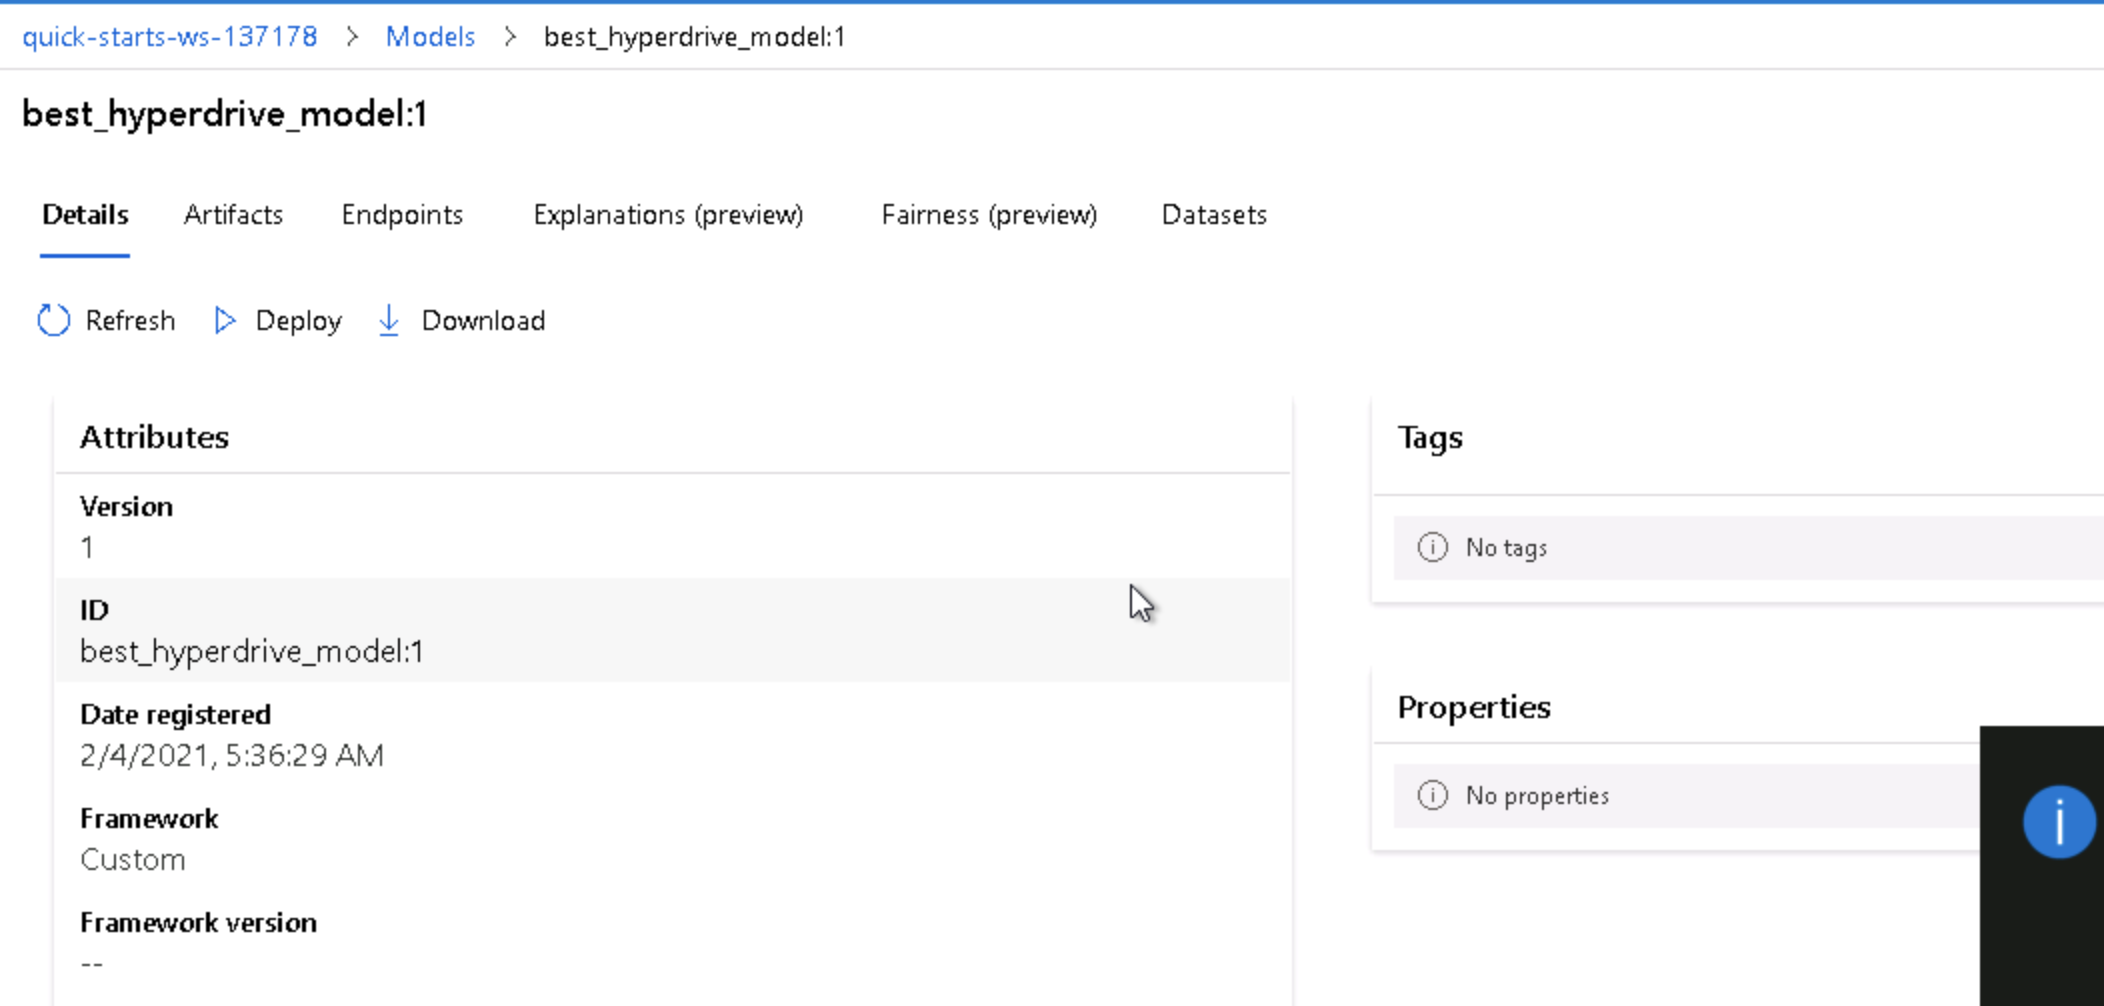 quick-starts-ws-137178 > Models > best_hyperdrive_model:1
best_hyperdrive_model:1
Details Artifacts Endpoints Explanations (preview) Fairness (preview) Datasets
Refresh Deploy Download
Attributes
Version
1
ID
best_hyperdrive_model:1
Date registered
2/4/2021, 5:36:29 AM
Framework
Custom
Framework version
--
Tags
No tags
Properties
No properties